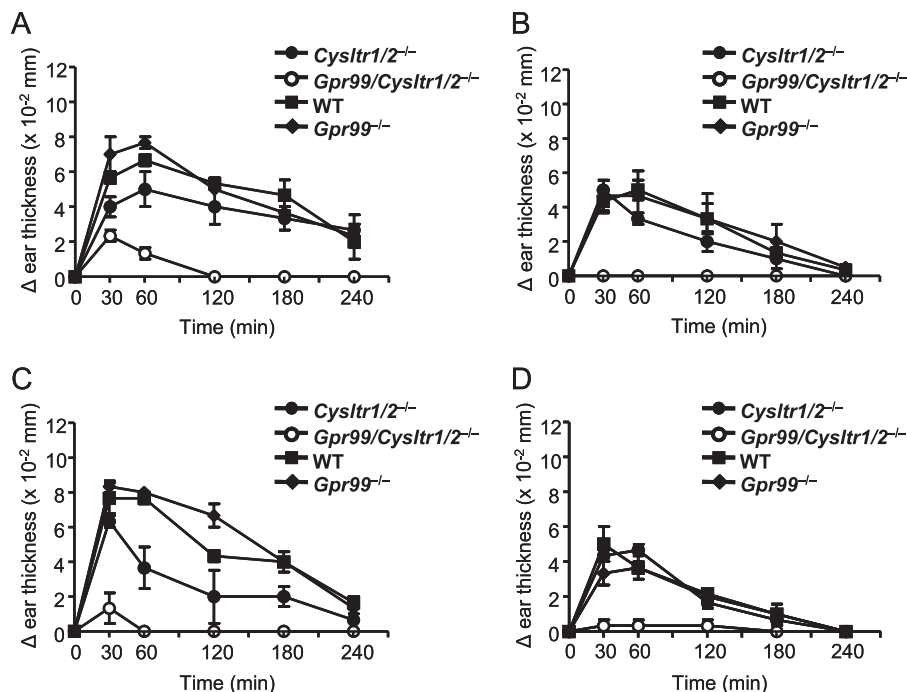 A
Cysltr1/2–/–
Gpr99/Cysltr1/2–/–
WT
Gpr99–/–
Δ ear thickness (x 10-2 mm)
12
10
8
6
4
2
0
0 30 60 120 180 240
Time (min)
B
Cysltr1/2–/–
Gpr99/Cysltr1/2–/–
WT
Gpr99–/–
Δ ear thickness (x 10-2 mm)
12
10
8
6
4
2
0
0 30 60 120 180 240
Time (min)
C
Cysltr1/2–/–
Gpr99/Cysltr1/2–/–
WT
Gpr99–/–
Δ ear thickness (x 10-2 mm)
12
10
8
6
4
2
0
0 30 60 120 180 240
Time (min)
D
Cysltr1/2–/–
Gpr99/Cysltr1/2–/–
WT
Gpr99–/–
Δ ear thickness (x 10-2 mm)
12
10
8
6
4
2
0
0 30 60 120 180 240
Time (min)